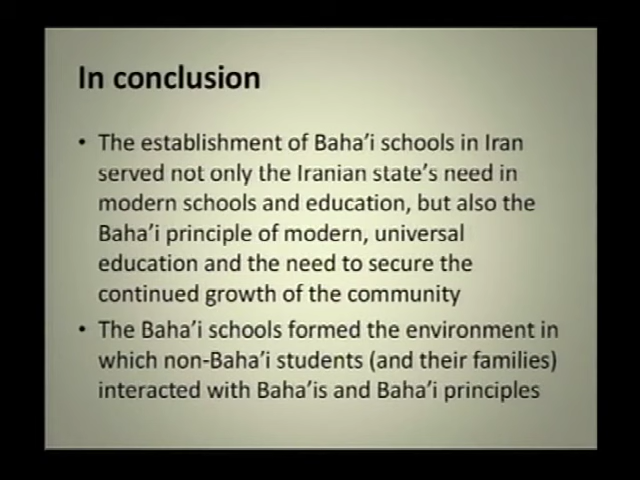 In conclusion
• The establishment of Baha'i schools in Iran
served not only the Iranian state's need in
modern schools and education, but also the
Baha'i principle of modern, universal
education and the need to secure the
continued growth of the community
• The Baha'i schools formed the environment in
which non-Baha'i students (and their families)
interacted with Baha'is and Baha'i principles